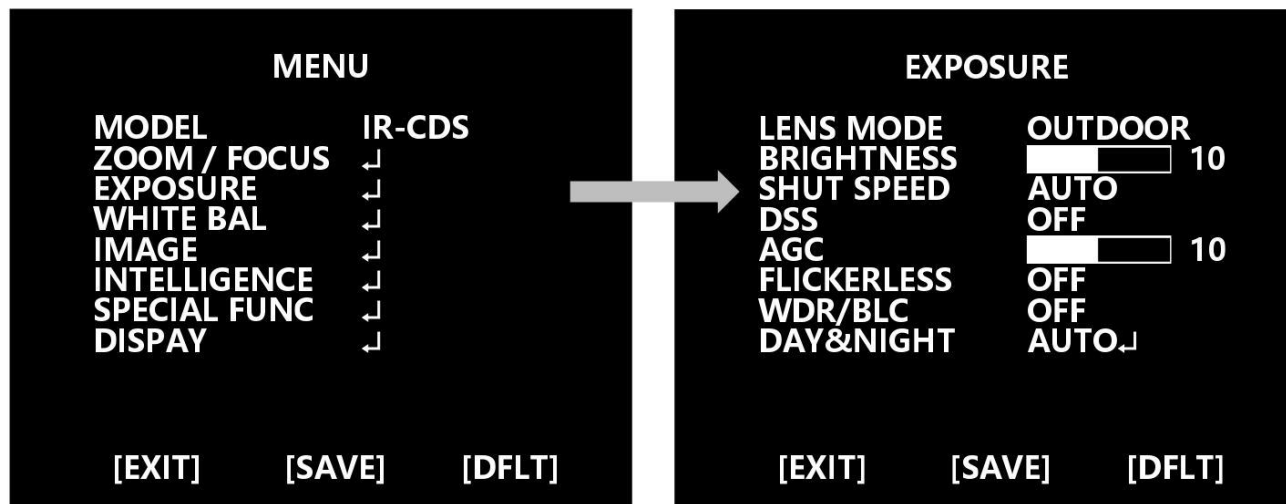 MENU
MODEL IR-CDS
ZOOM / FOCUS ↲
EXPOSURE ↲
WHITE BAL ↲
IMAGE ↲
INTELLIGENCE ↲
SPECIAL FUNC ↲
DISPAY ↲
[EXIT] [SAVE] [DFLT]
EXPOSURE
LENS MODE OUTDOOR
BRIGHTNESS 10
SHUT SPEED AUTO
DSS OFF
AGC 10
FLICKERLESS OFF
WDR/BLC OFF
DAY&NIGHT AUTO↲
[EXIT] [SAVE] [DFLT]